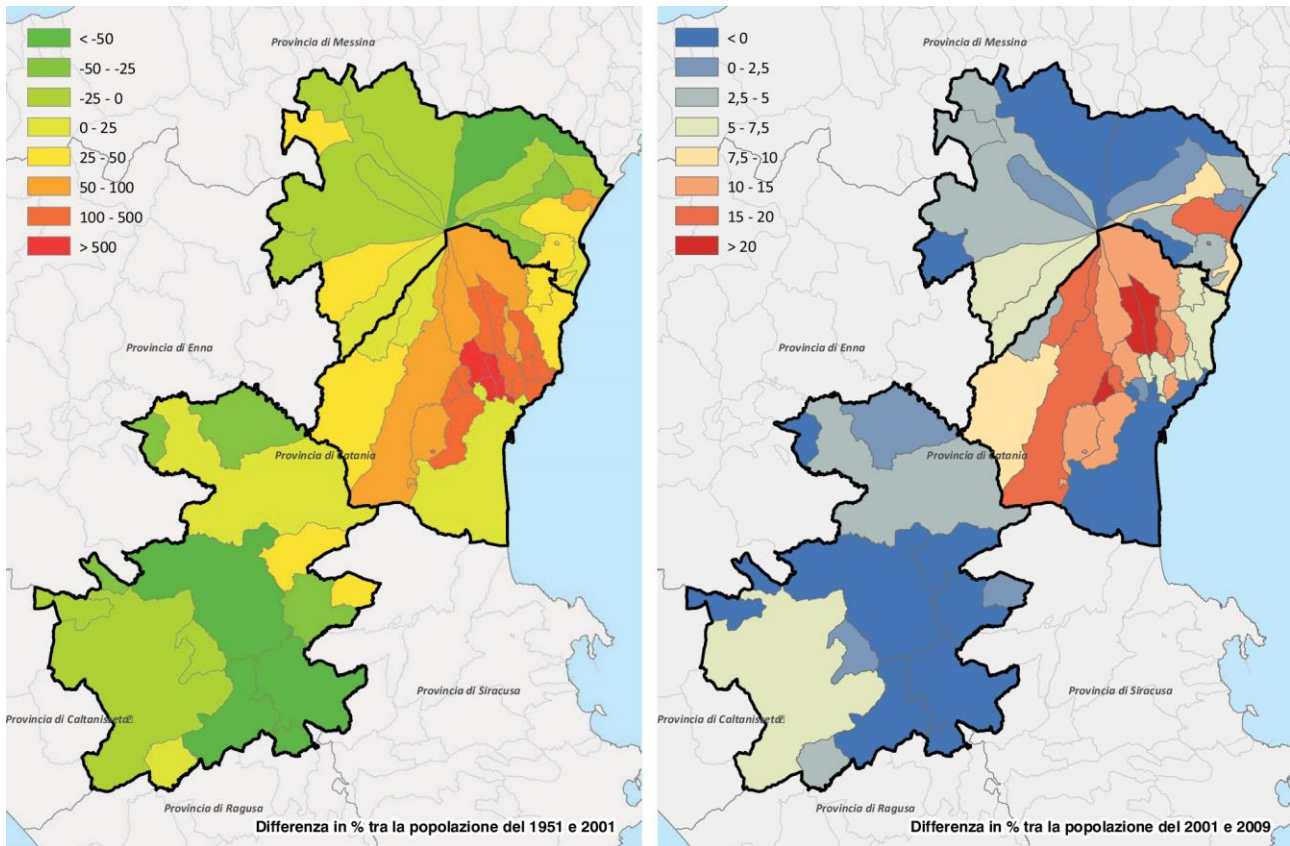 < -50
-50 - -25
-25 - 0
0 - 25
25 - 50
50 - 100
100 - 500
> 500
Provincia di Messina
Provincia di Enna
Provincia di Catania
Provincia di Siracusa
Provincia di Caltanissetta
Provincia di Ragusa
Differenza in % tra la popolazione del 1951 e 2001
< 0
0 - 2,5
2,5 - 5
5 - 7,5
7,5 - 10
10 - 15
15 - 20
> 20
Provincia di Messina
Provincia di Enna
Provincia di Catania
Provincia di Siracusa
Provincia di Caltanissetta
Provincia di Ragusa
Differenza in % tra la popolazione del 2001 e 2009